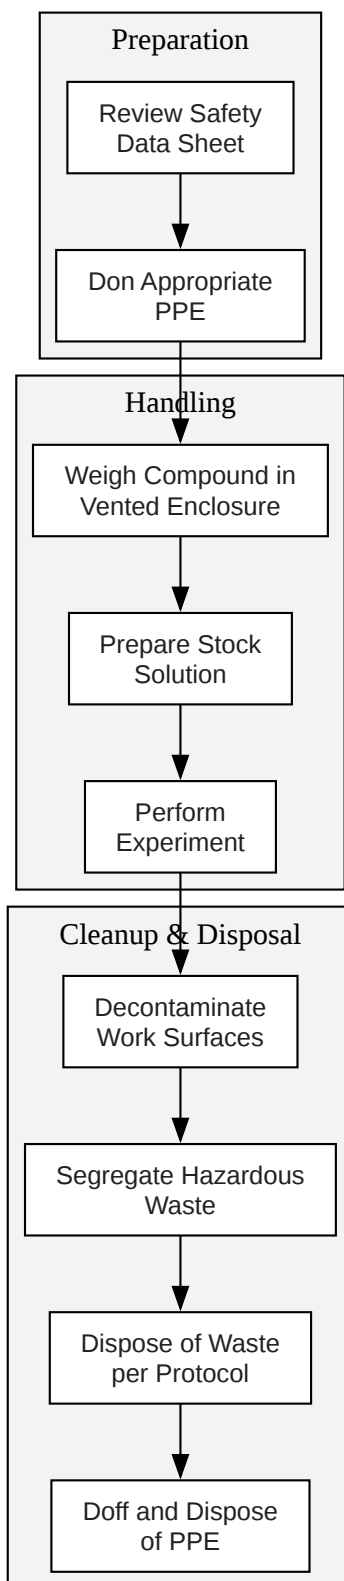 Preparation
Review Safety
Data Sheet
Don Appropriate
PPE
Handling
Weigh Compound in
Vented Enclosure
Prepare Stock
Solution
Perform
Experiment
Cleanup & Disposal
Decontaminate
Work Surfaces
Segregate Hazardous
Waste
Dispose of Waste
per Protocol
Doff and Dispose
of PPE